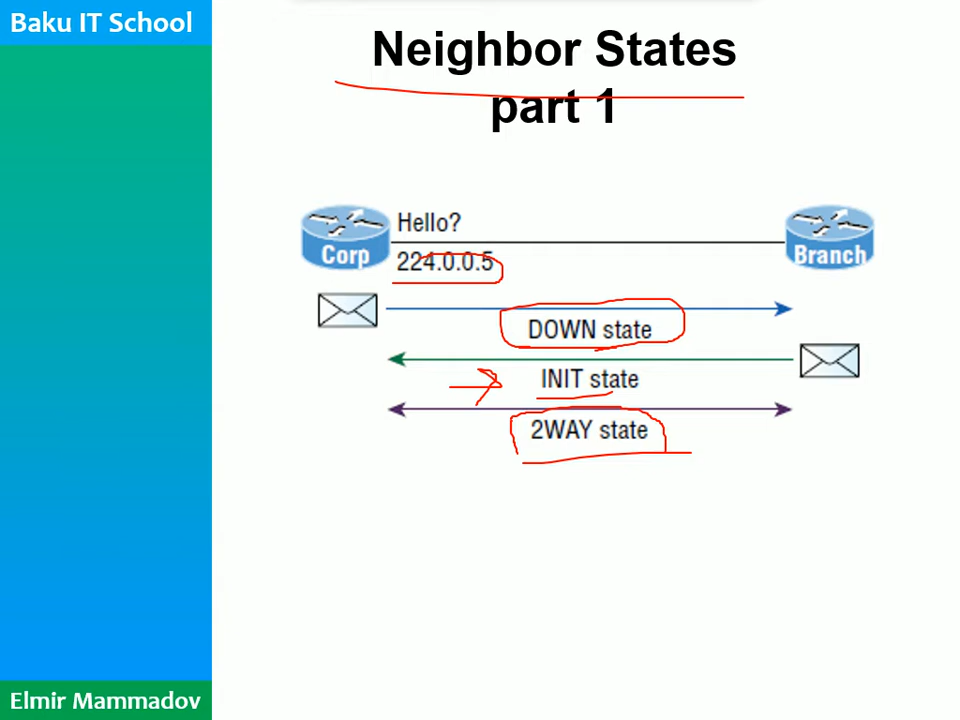 Baku IT School
Neighbor States
part 1
Hello?
Corp
Branch
224.0.0.5
DOWN state
INIT state
2WAY state
Elmir Mammadov